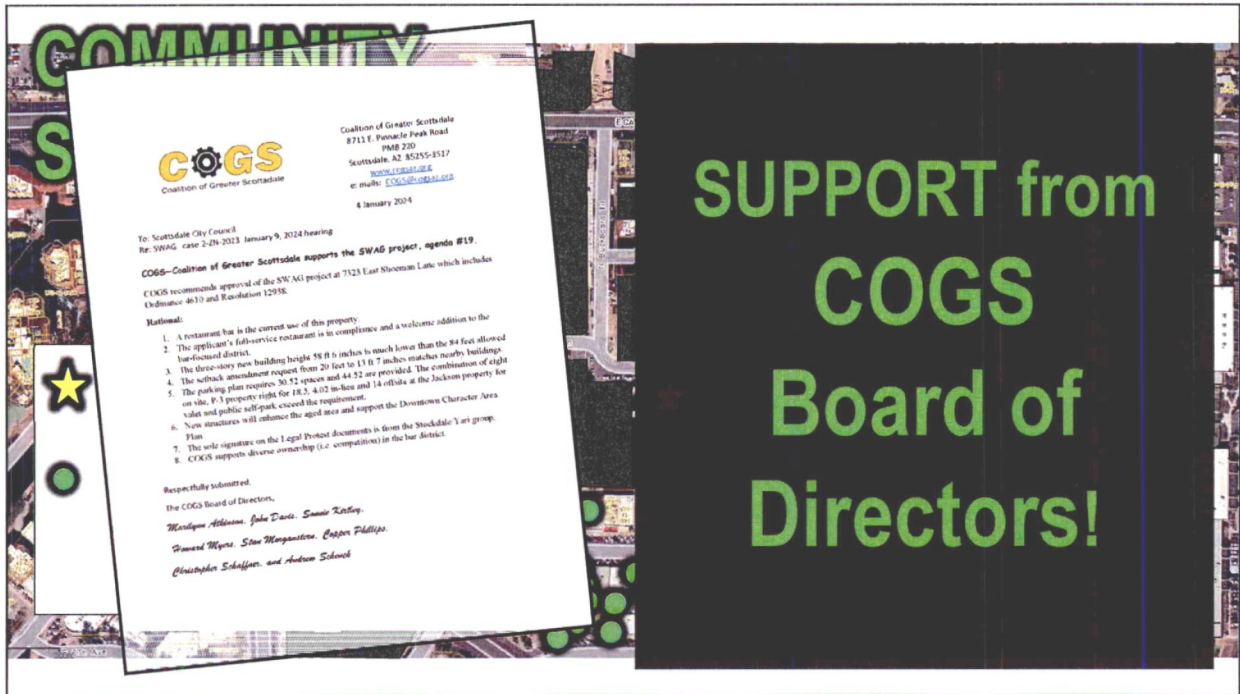 COMMUNITY
S
COGS
Coalition of Greater Scottsdale
Coalition of Greater Scottsdale
8711 E. Pinnacle Peak Road
PMB 220
Scottsdale, AZ 85255-3517
www.cogsaz.org
e: mails: COGS@cogsaz.org
4 January 2024
To: Scottsdale City Council
Re: SWAG case 2-ZN-2023 January 9, 2024 hearing
COGS—Coalition of Greater Scottsdale supports the SWAG project, agenda #19.
COGS recommends approval of the SWAG project at 7323 East Shoeman Lane which includes
Ordinance 4610 and Resolution 12938.
Rational:
1. A restaurant/bar is the current use of this property.
2. The applicant's full-service restaurant is in compliance and a welcome addition to the
bar-focused district.
3. The three-story new building height 58 ft 6 inches is much lower than the 84 feet allowed
4. The setback amendment request from 20 feet to 13 ft 7 inches matches nearby buildings.
5. The parking plan requires 30.52 spaces and 44.52 are provided. The combination of eight
on site, P-3 property right for 18.5, 4.02 in-lieu and 14 offsite at the Jackson property for
valet and public self-park exceed the requirement.
6. New structures will enhance the aged area and support the Downtown Character Area
Plan
7. The sole signature on the Legal Protest documents is from the Stockdale Yari group.
8. COGS supports diverse ownership (i.e. competition) in the bar district.
Respectfully submitted,
The COGS Board of Directors,
Marilynn Atkinson, John Davis, Sonnie Kirtley,
Howard Myers, Stan Morganstern, Copper Phillips,
Christopher Schaffner, and Andrew Schenck
SUPPORT from
COGS
Board of
Directors!